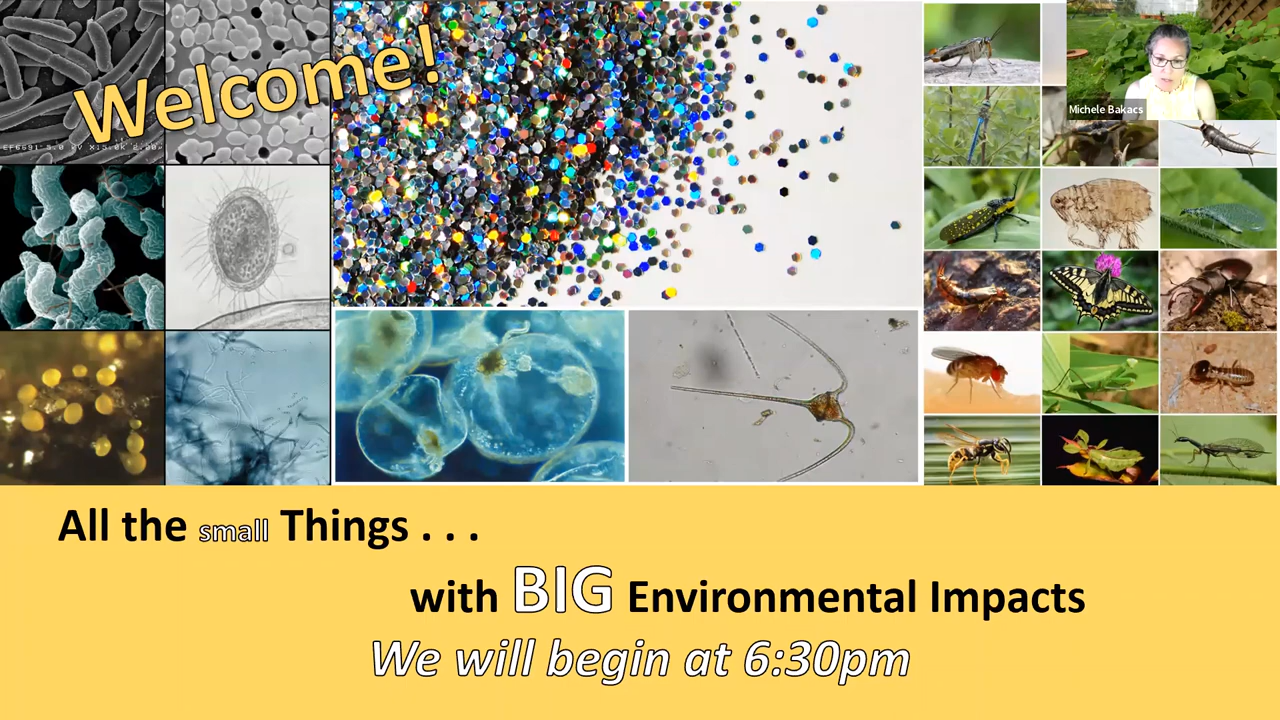 Welcome!
Michele Bakacs
All the small Things . . .
with BIG Environmental Impacts
We will begin at 6:30pm